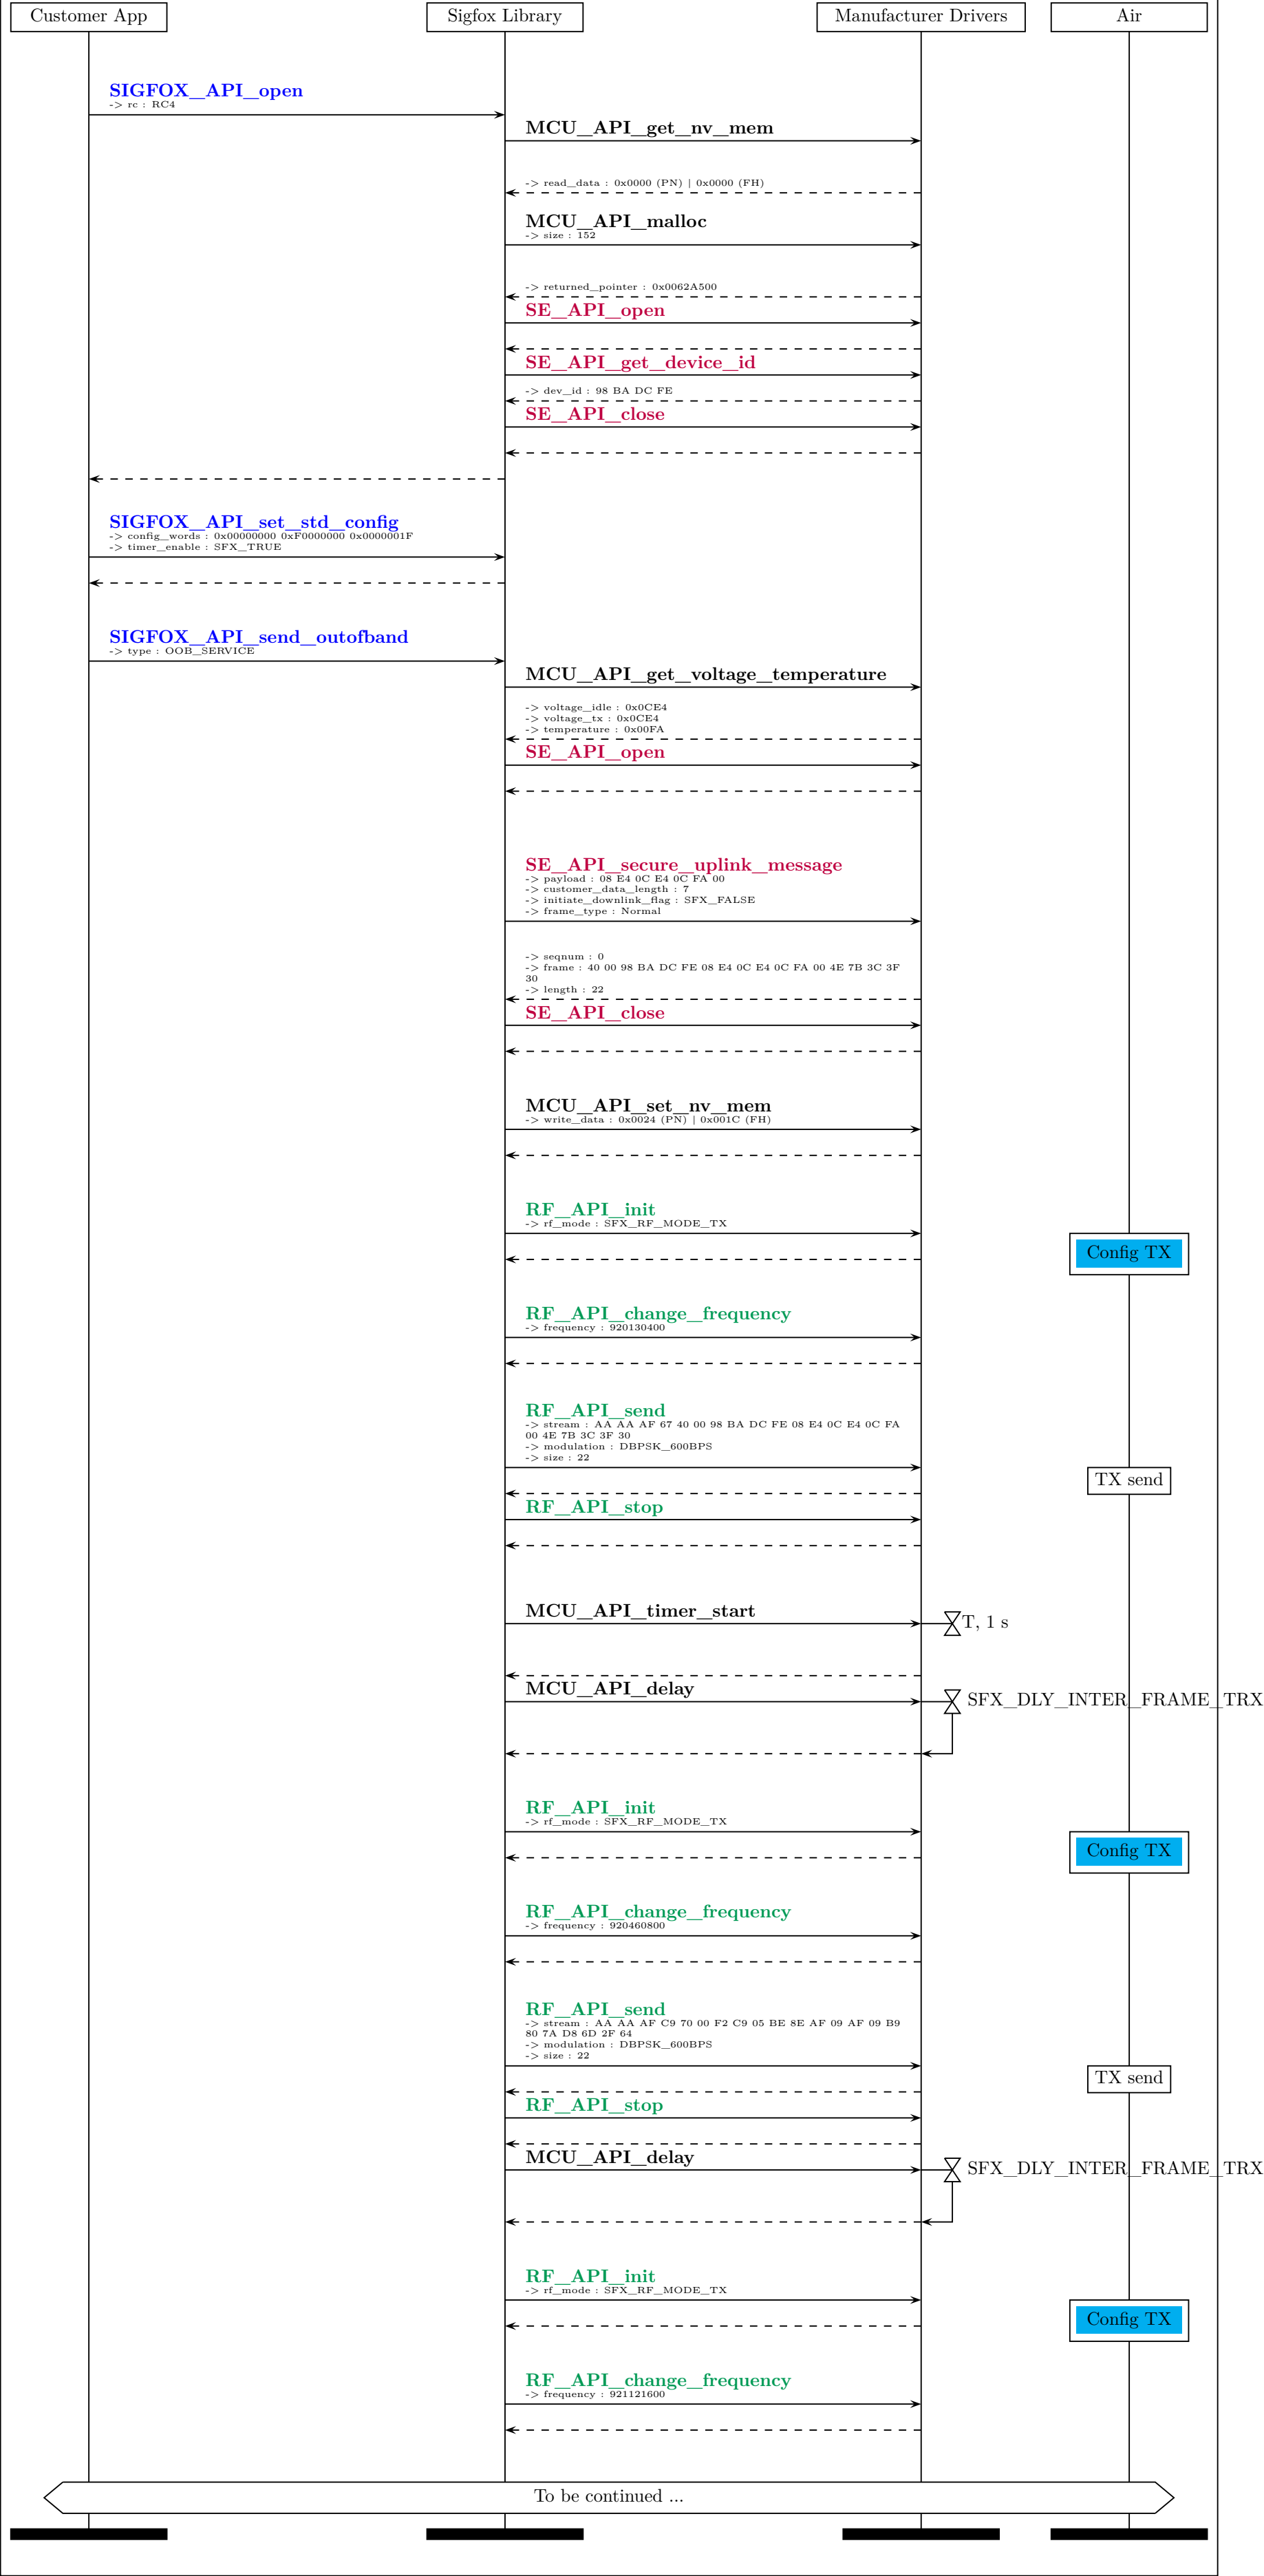 Customer App
Sigfox Library
Manufacturer Drivers
Air
SIGFOX_API_open
-> rc : RC4
MCU_API_get_nv_mem
-> read_data : 0x0000 (PN) | 0x0000 (FH)
MCU_API_malloc
-> size : 152
-> returned_pointer : 0x0062A500
SE_API_open
SE_API_get_device_id
-> dev_id : 98 BA DC FE
SE_API_close
SIGFOX_API_set_std_config
-> config_words : 0x00000000 0xF0000000 0x0000001F
-> timer_enable : SFX_TRUE
SIGFOX_API_send_outofband
-> type : OOB_SERVICE
MCU_API_get_voltage_temperature
-> voltage_idle : 0x0CE4
-> voltage_tx : 0x0CE4
-> temperature : 0x00FA
SE_API_open
SE_API_secure_uplink_message
-> payload : 08 E4 0C E4 0C FA 00
-> customer_data_length : 7
-> initiate_downlink_flag : SFX_FALSE
-> frame_type : Normal
-> seqnum : 0
-> frame : 40 00 98 BA DC FE 08 E4 0C E4 0C FA 00 4E 7B 3C 3F
30
-> length : 22
SE_API_close
MCU_API_set_nv_mem
-> write_data : 0x0024 (PN) | 0x001C (FH)
RF_API_init
-> rf_mode : SFX_RF_MODE_TX
Config TX
RF_API_change_frequency
-> frequency : 920130400
RF_API_send
-> stream : AA AA AF 67 40 00 98 BA DC FE 08 E4 0C E4 0C FA
00 4E 7B 3C 3F 30
-> modulation : DBPSK_600BPS
-> size : 22
TX send
RF_API_stop
MCU_API_timer_start
T, 1 s
MCU_API_delay
SFX_DLY_INTER_FRAME_TRX
RF_API_init
-> rf_mode : SFX_RF_MODE_TX
Config TX
RF_API_change_frequency
-> frequency : 920460800
RF_API_send
-> stream : AA AA AF C9 70 00 F2 C9 05 BE 8E AF 09 AF 09 B9
80 7A D8 6D 2F 64
-> modulation : DBPSK_600BPS
-> size : 22
TX send
RF_API_stop
MCU_API_delay
SFX_DLY_INTER_FRAME_TRX
RF_API_init
-> rf_mode : SFX_RF_MODE_TX
Config TX
RF_API_change_frequency
-> frequency : 921121600
To be continued ...